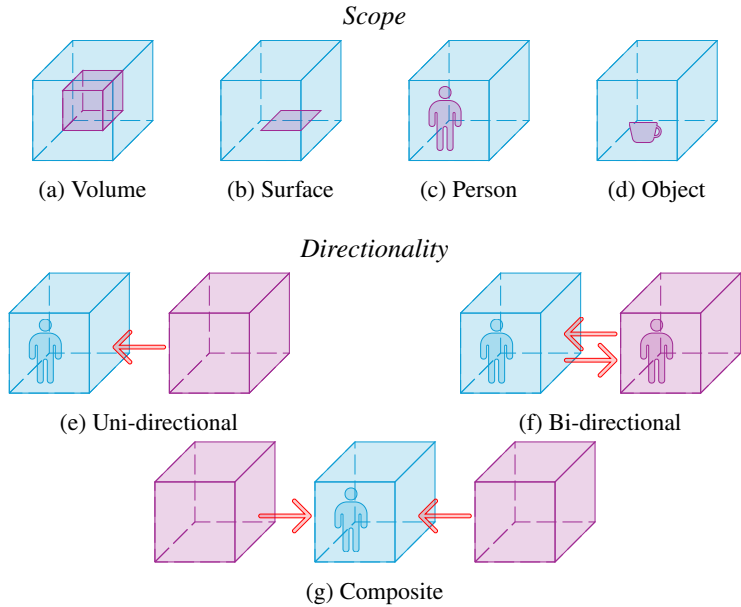 Scope
(a) Volume
(b) Surface
(c) Person
(d) Object
Directionality
(e) Uni-directional
(f) Bi-directional
(g) Composite